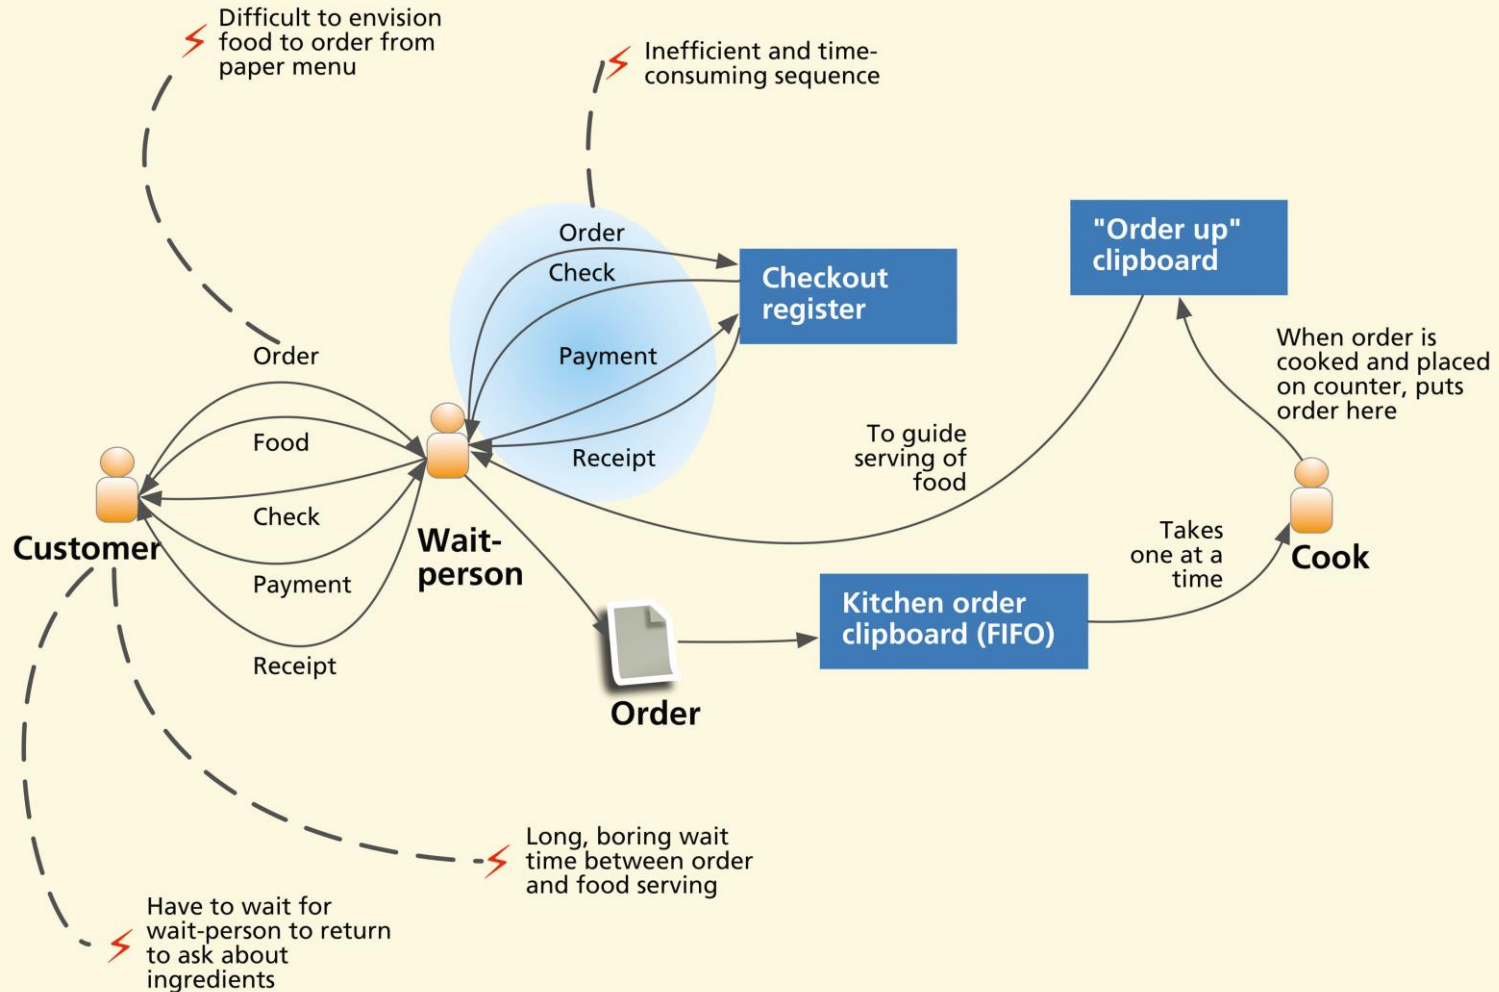 Difficult to envision
food to order from
paper menu
Inefficient and time-
consuming sequence
Order
Check
Payment
Receipt
Checkout
register
"Order up"
clipboard
When order is
cooked and placed
on counter, puts
order here
Order
Food
Check
Payment
Receipt
Customer
Wait-
person
To guide
serving of
food
Takes
one at a
time
Cook
Kitchen order
clipboard (FIFO)
Order
Long, boring wait
time between order
and food serving
Have to wait for
wait-person to return
to ask about
ingredients